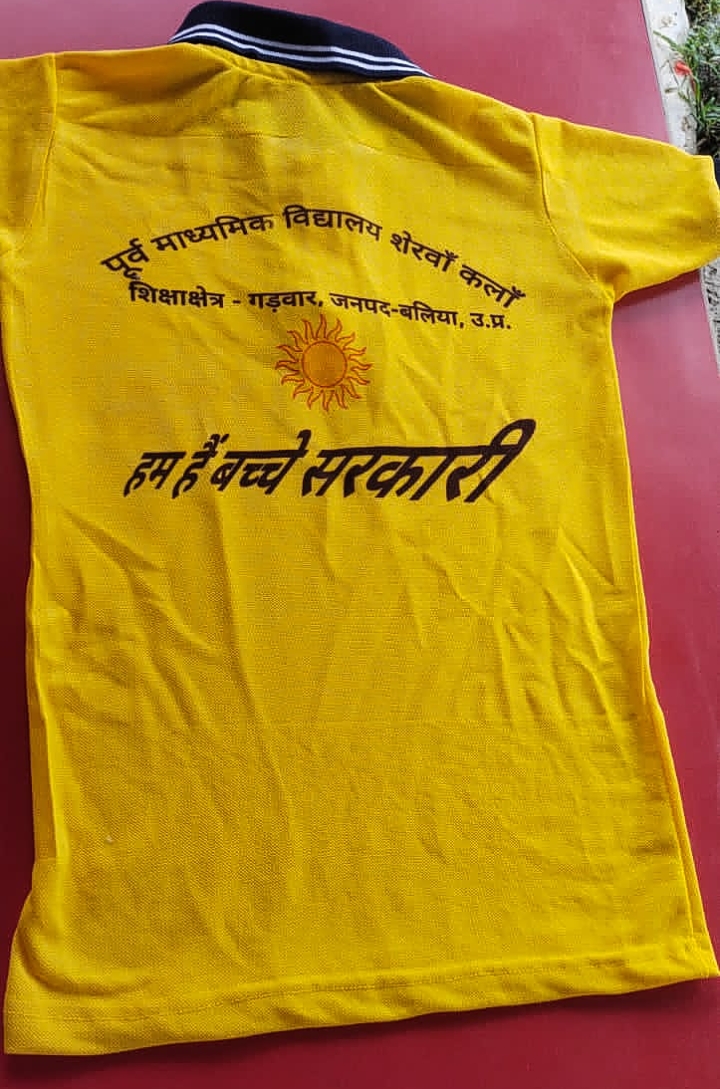 पूर्व माध्यमिक विद्यालय शेरवाँ कलाँ
शिक्षाक्षेत्र - गड़वार, जनपद-बलिया, उ.प्र.
हम हैं बच्चे सरकारी